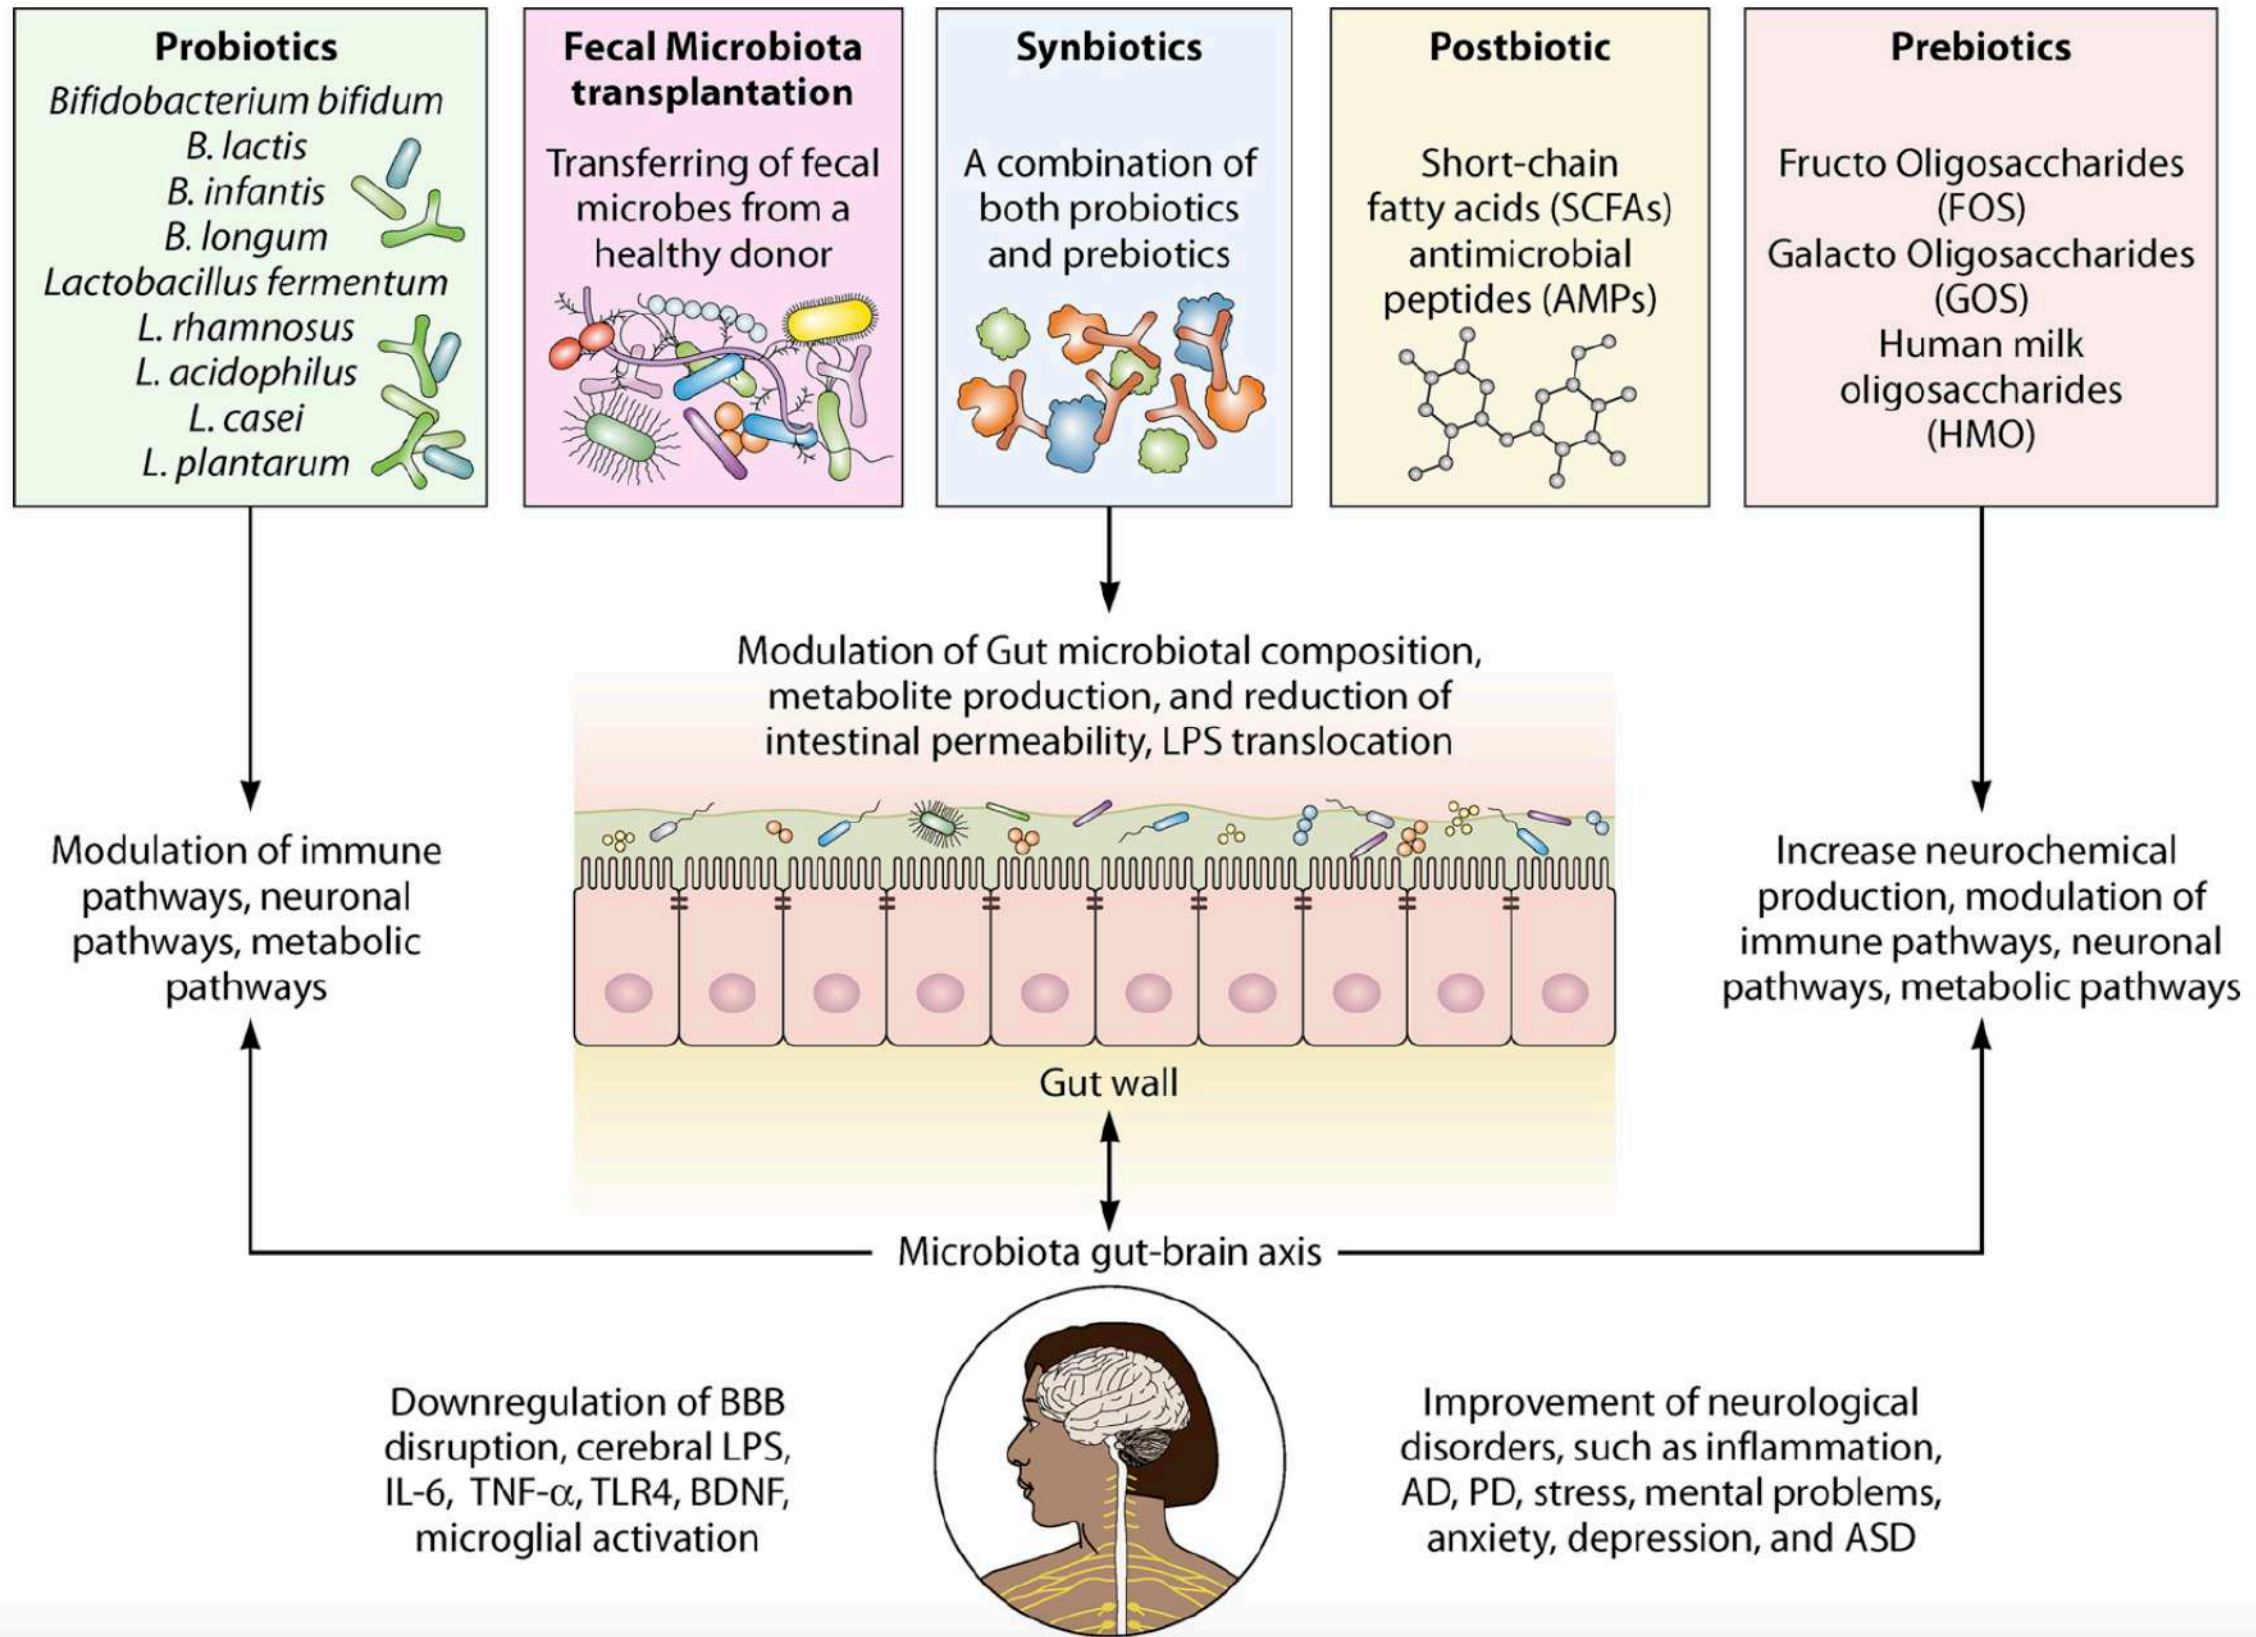 Probiotics
Bifidobacterium bifidum
B. lactis
B. infantis
B. longum
Lactobacillus fermentum
L. rhamnosus
L. acidophilus
L. casei
L. plantarum
Fecal Microbiota
transplantation
Transferring of fecal
microbes from a
healthy donor
Synbiotics
A combination of
both probiotics
and prebiotics
Postbiotic
Short-chain
fatty acids (SCFAs)
antimicrobial
peptides (AMPs)
Prebiotics
Fructo Oligosaccharides
(FOS)
Galacto Oligosaccharides
(GOS)
Human milk
oligosaccharides
(HMO)
Modulation of Gut microbiotal composition,
metabolite production, and reduction of
intestinal permeability, LPS translocation
Modulation of immune
pathways, neuronal
pathways, metabolic
pathways
Increase neurochemical
production, modulation of
immune pathways, neuronal
pathways, metabolic pathways
Gut wall
Microbiota gut-brain axis
Downregulation of BBB
disruption, cerebral LPS,
IL-6, TNF-α, TLR4, BDNF,
microglial activation
Improvement of neurological
disorders, such as inflammation,
AD, PD, stress, mental problems,
anxiety, depression, and ASD